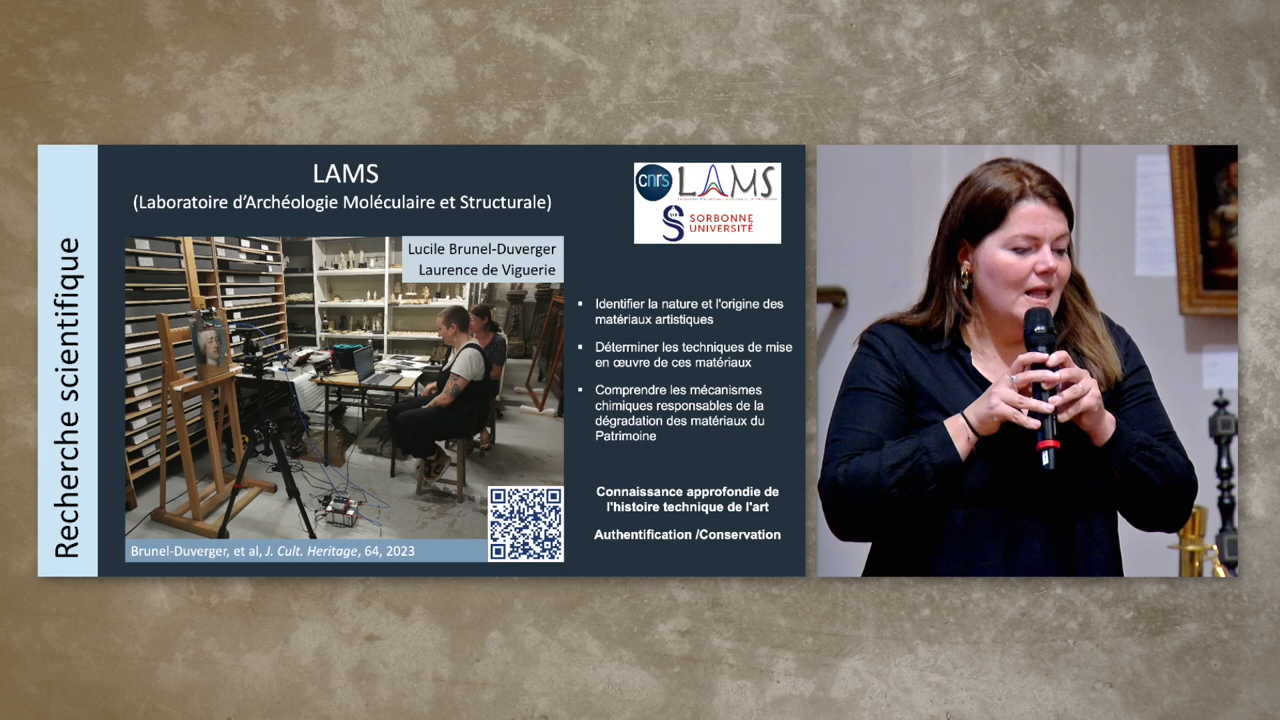 Recherche scientifique
LAMS
(Laboratoire d'Archéologie Moléculaire et Structurale)
cnrs LAMS
SORBONNE
UNIVERSITÉ
Lucile Brunel-Duverger
Laurence de Viguerie
▪ Identifier la nature et l'origine des
matériaux artistiques
▪ Déterminer les techniques de mise
en œuvre de ces matériaux
▪ Comprendre les mécanismes
chimiques responsables de la
dégradation des matériaux du
Patrimoine
Connaissance approfondie de
l'histoire technique de l'art
Authentification /Conservation
Brunel-Duverger, et al, J. Cult. Heritage, 64, 2023